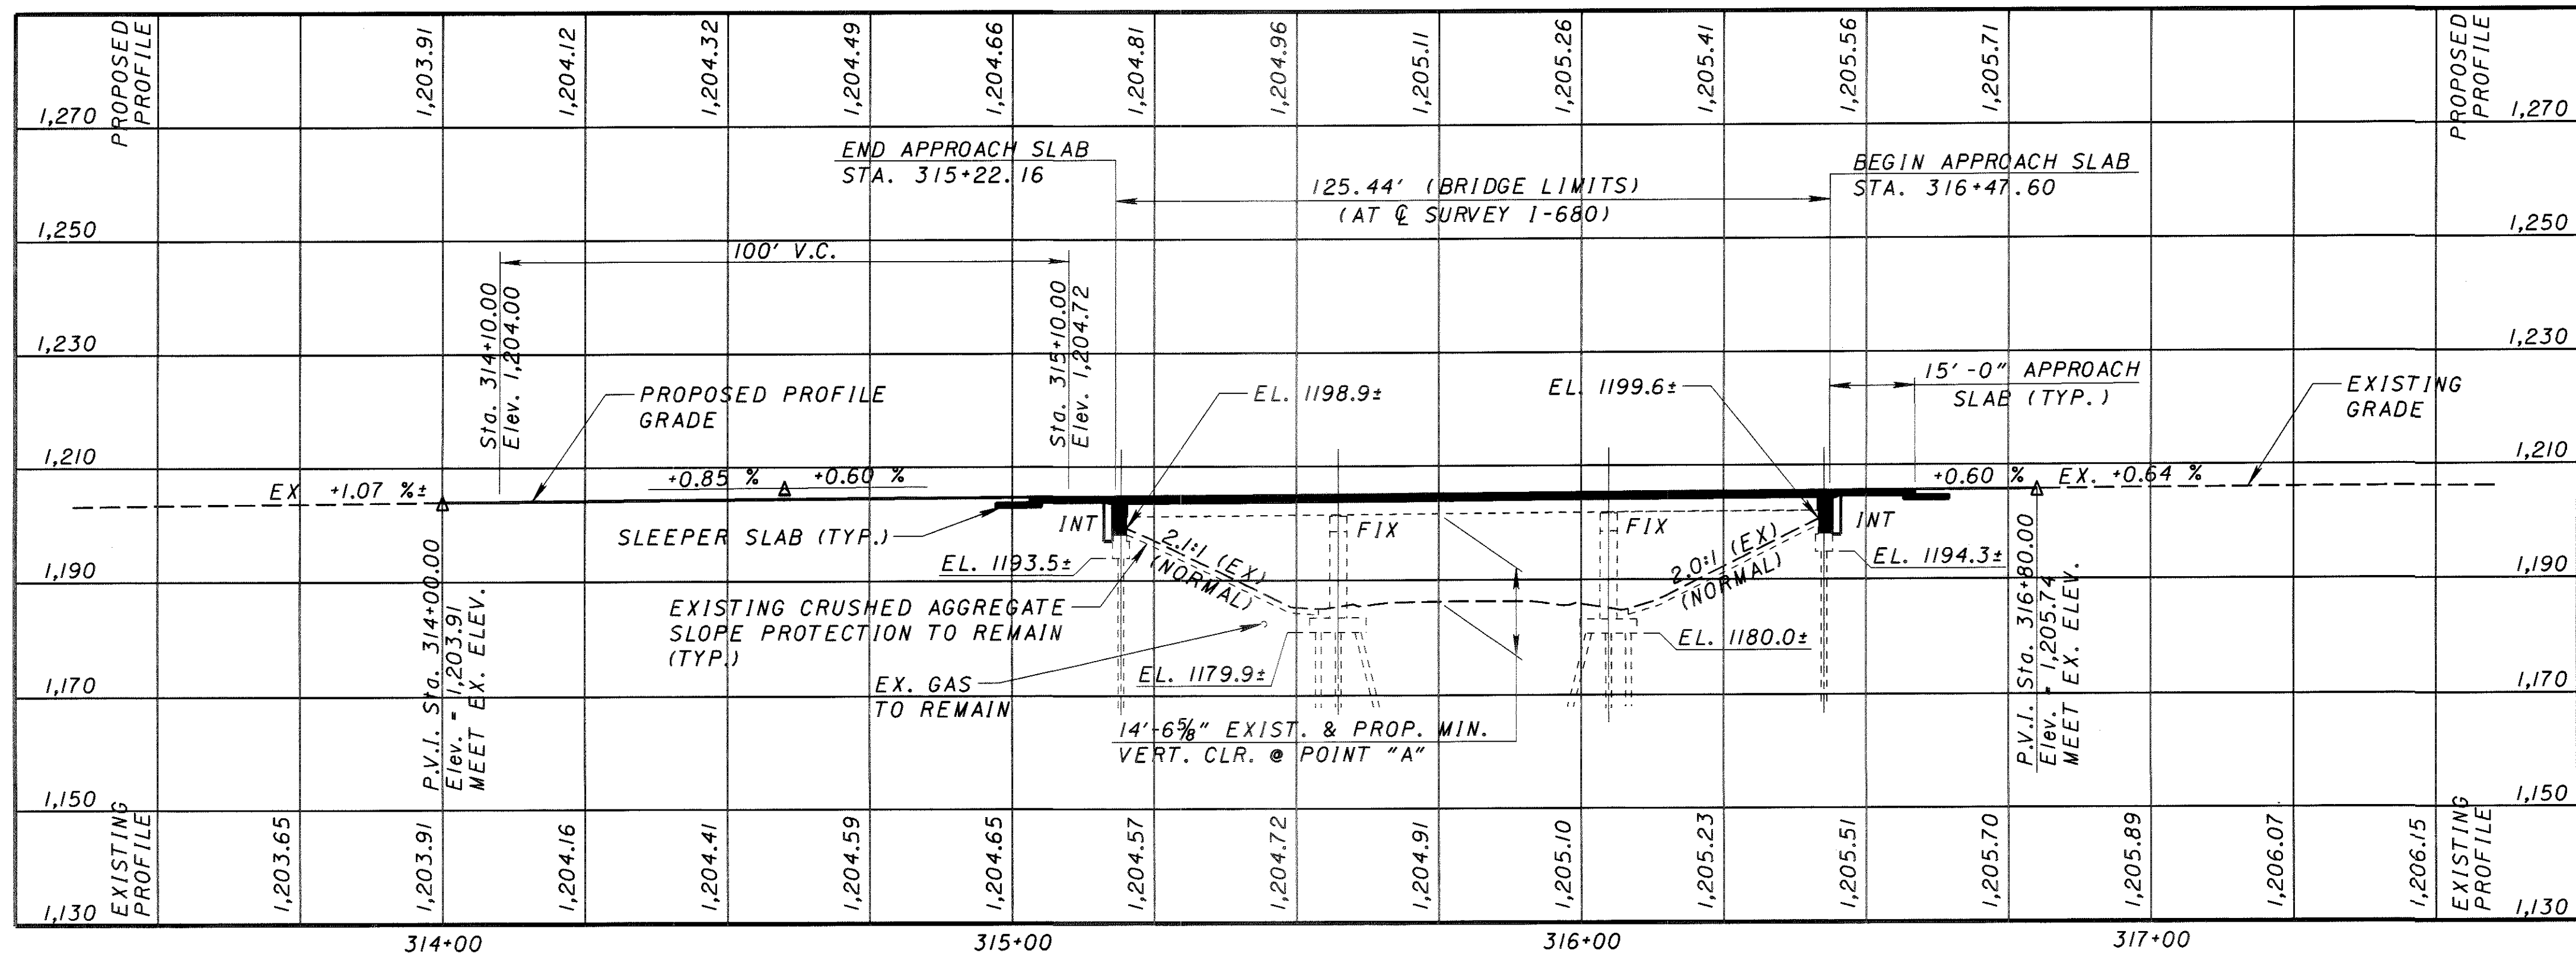 PROPOSED
PROFILE
1,203.91
1,204.12
1,204.32
1,204.49
1,204.66
1,204.81
1,204.96
1,205.11
1,205.26
1,205.41
1,205.56
1,205.71
PROPOSED
PROFILE
1,270
1,270
END APPROACH SLAB
STA. 315+22.16
125.44' (BRIDGE LIMITS)
(AT ℄ SURVEY I-680)
BEGIN APPROACH SLAB
STA. 316+47.60
1,250
1,250
100' V.C.
Sta. 314+10.00
Elev. 1,204.00
Sta. 315+10.00
Elev. 1,204.72
1,230
1,230
PROPOSED PROFILE
GRADE
EL. 1198.9±
EL. 1199.6±
15'-0" APPROACH
SLAB (TYP.)
EXISTING
GRADE
1,210
1,210
EX +1.07 %±
+0.85 %
+0.60 %
+0.60 %
EX. +0.64 %
SLEEPER SLAB (TYP.)
INT
FIX
FIX
INT
EL. 1193.5±
2.1:1 (EX)
(NORMAL)
2.0:1 (EX)
(NORMAL)
EL. 1194.3±
1,190
1,190
EXISTING CRUSHED AGGREGATE
SLOPE PROTECTION TO REMAIN
(TYP.)
P.V.I. Sta. 314+00.00
Elev. = 1,203.91
MEET EX. ELEV.
EX. GAS
TO REMAIN
EL. 1179.9±
EL. 1180.0±
P.V.I. Sta. 316+80.00
Elev. = 1,205.74
MEET EX. ELEV.
1,170
1,170
14'-6⅝" EXIST. & PROP. MIN.
VERT. CLR. @ POINT "A"
1,150
1,150
EXISTING
PROFILE
1,203.65
1,203.91
1,204.16
1,204.41
1,204.59
1,204.65
1,204.57
1,204.72
1,204.91
1,205.10
1,205.23
1,205.51
1,205.70
1,205.89
1,206.07
1,206.15
EXISTING
PROFILE
1,130
1,130
314+00
315+00
316+00
317+00